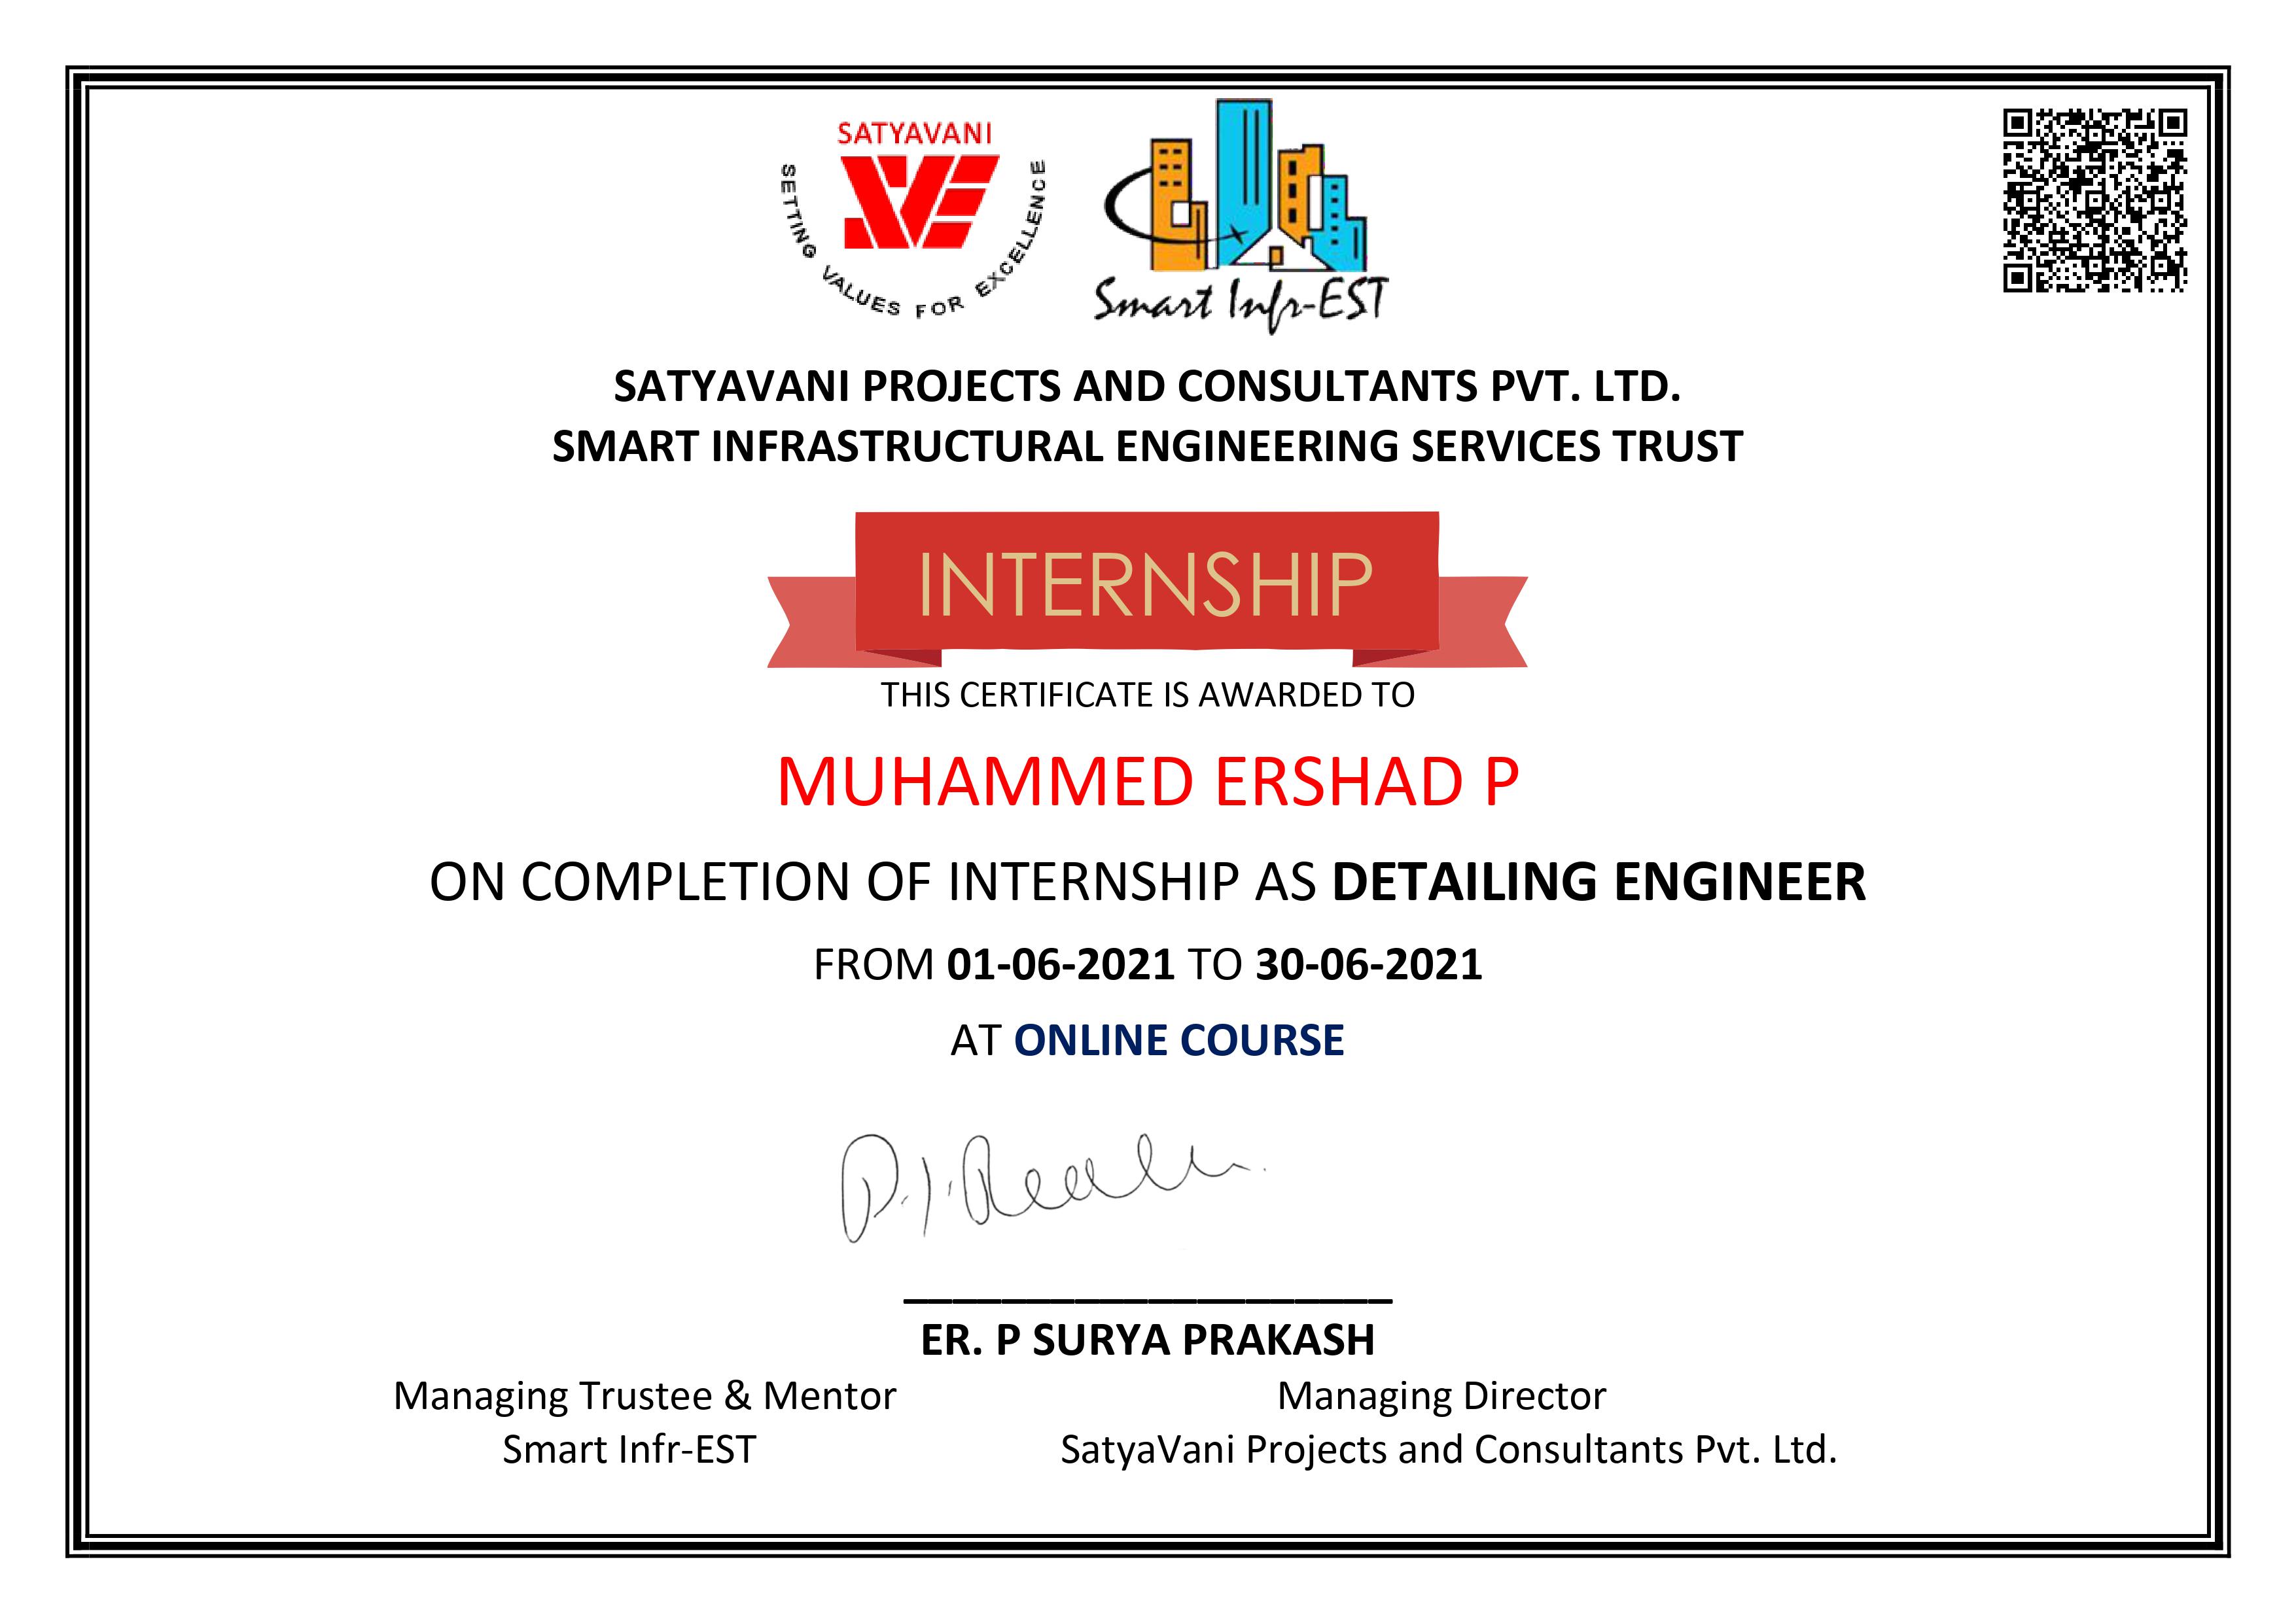 SATYAVANI
SETTING VALUES FOR EXCELLENCE
Smart Infr-EST
SATYAVANI PROJECTS AND CONSULTANTS PVT. LTD.
SMART INFRASTRUCTURAL ENGINEERING SERVICES TRUST
INTERNSHIP
THIS CERTIFICATE IS AWARDED TO
MUHAMMED ERSHAD P
ON COMPLETION OF INTERNSHIP AS DETAILING ENGINEER
FROM 01-06-2021 TO 30-06-2021
AT ONLINE COURSE
ER. P SURYA PRAKASH
Managing Trustee & Mentor
Smart Infr-EST
Managing Director
SatyaVani Projects and Consultants Pvt. Ltd.